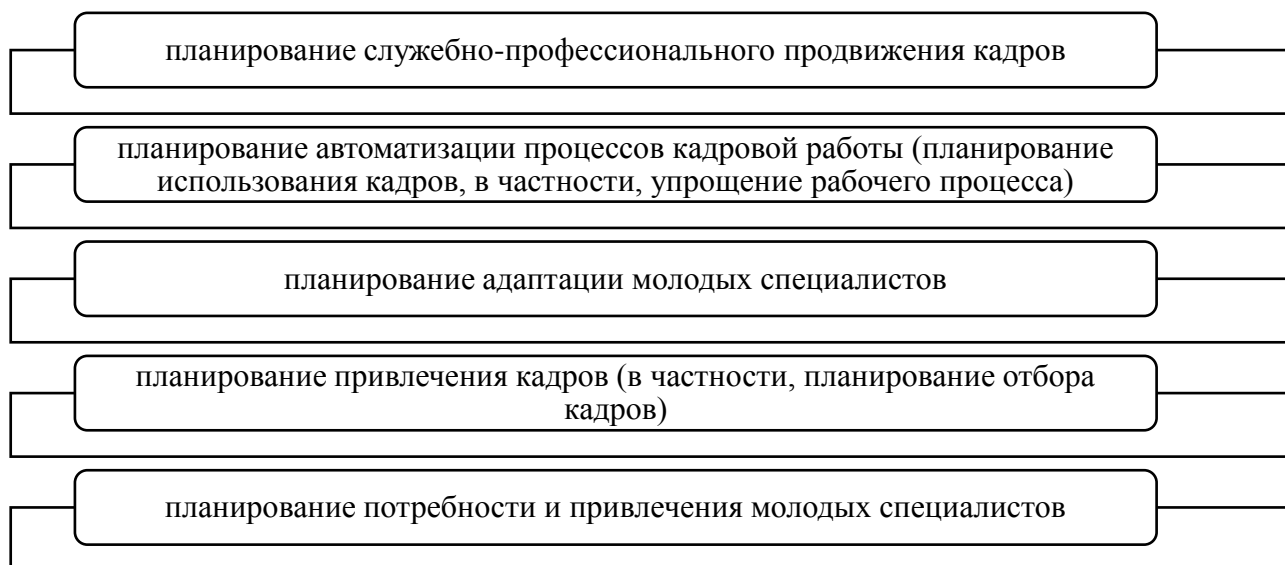 планирование служебно-профессионального продвижения кадров
планирование автоматизации процессов кадровой работы (планирование
использования кадров, в частности, упрощение рабочего процесса)
планирование адаптации молодых специалистов
планирование привлечения кадров (в частности, планирование отбора
кадров)
планирование потребности и привлечения молодых специалистов